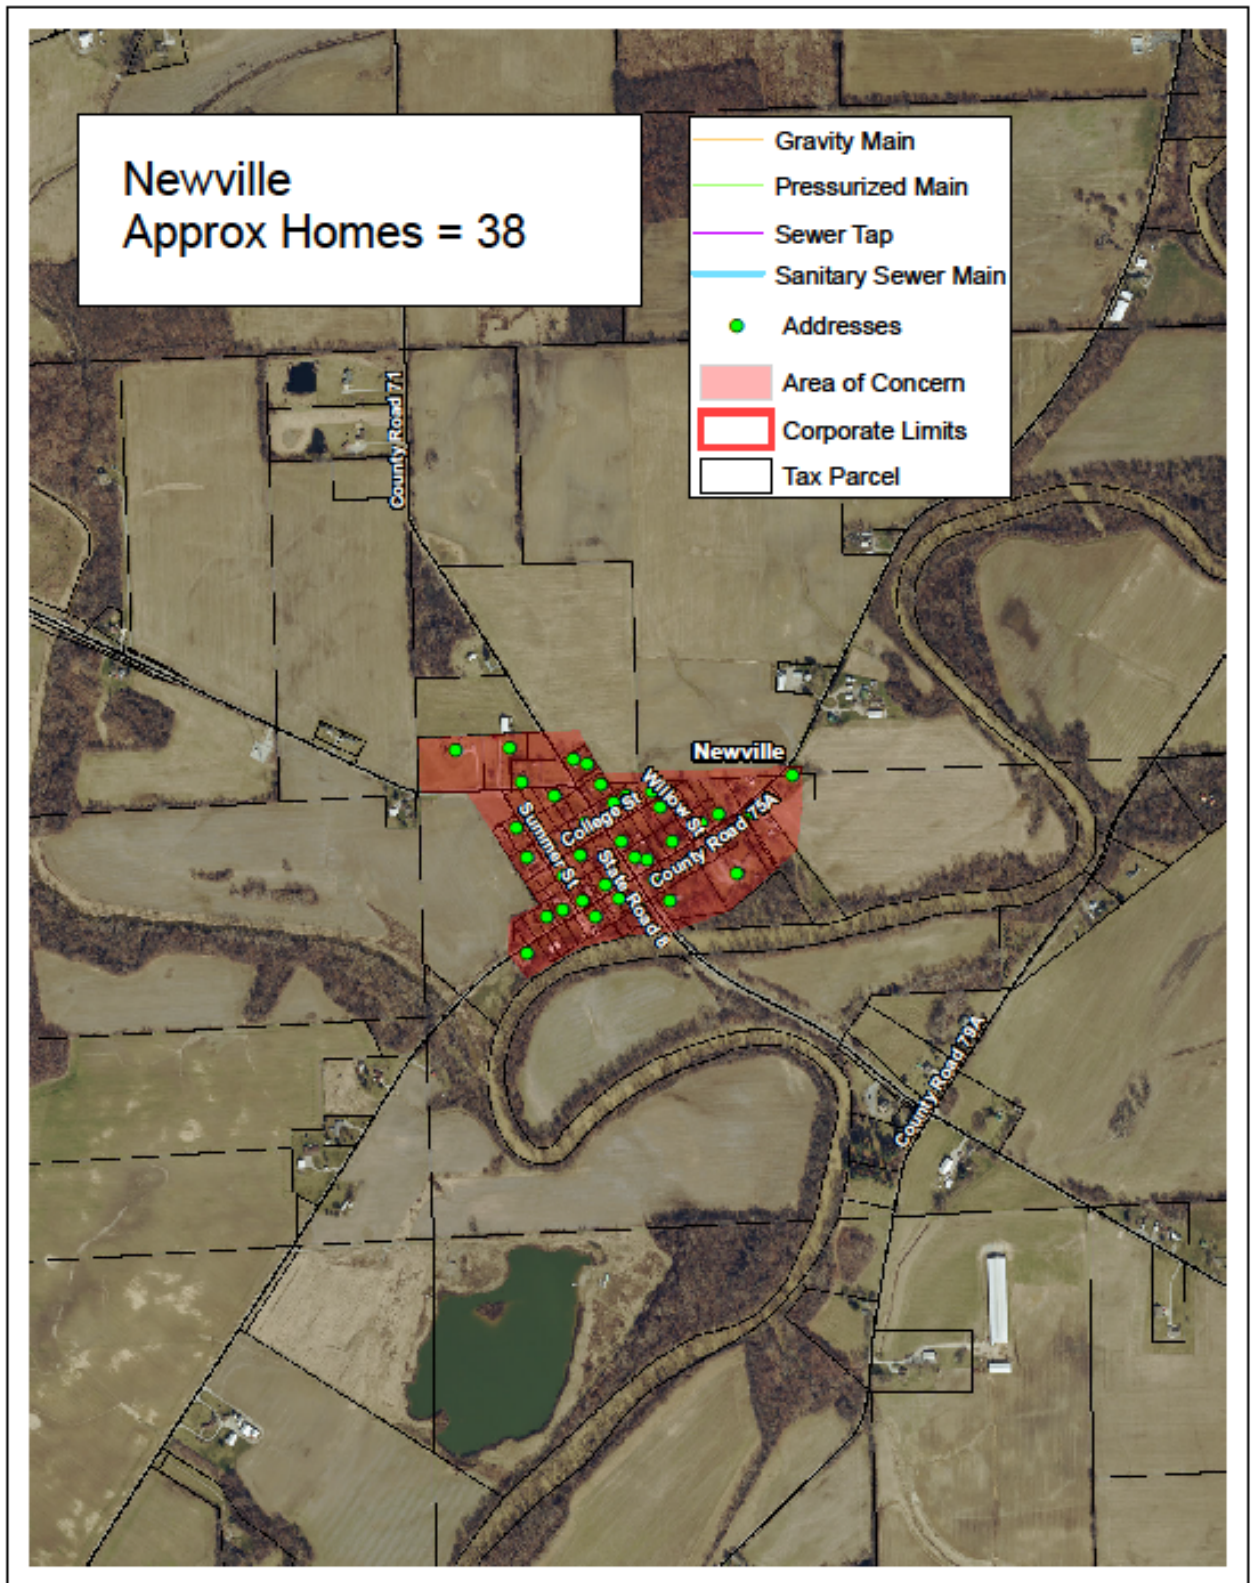 Newville
Approx Homes = 38
Gravity Main
Pressurized Main
Sewer Tap
Sanitary Sewer Main
Addresses
Area of Concern
Corporate Limits
Tax Parcel
County Road 71
Newville
Willow St
College St
County Road 75A
Summer St
State Road 8
County Road 79A